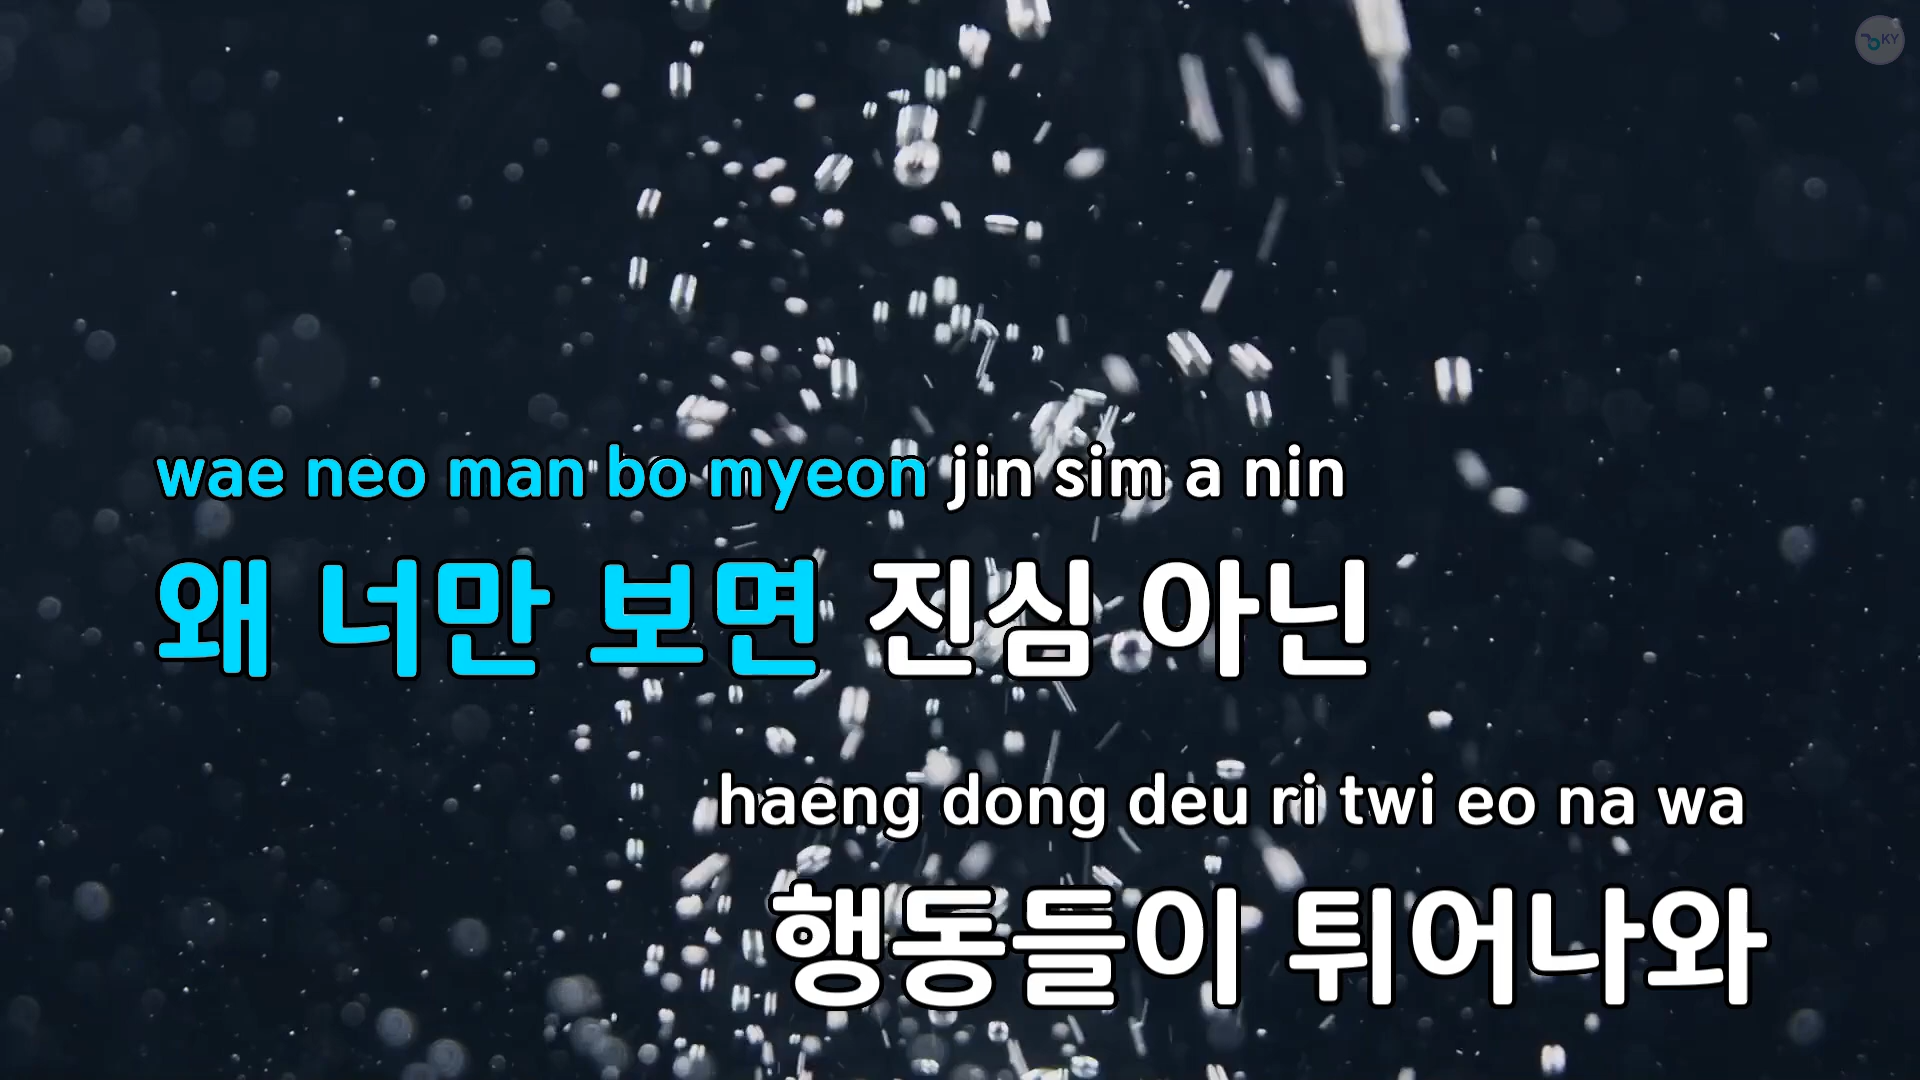 KY
wae neo man bo myeon jin sim a nin
왜 너만 보면 진심 아닌
haeng dong deu ri twi eo na wa
행동들이 튀어나와